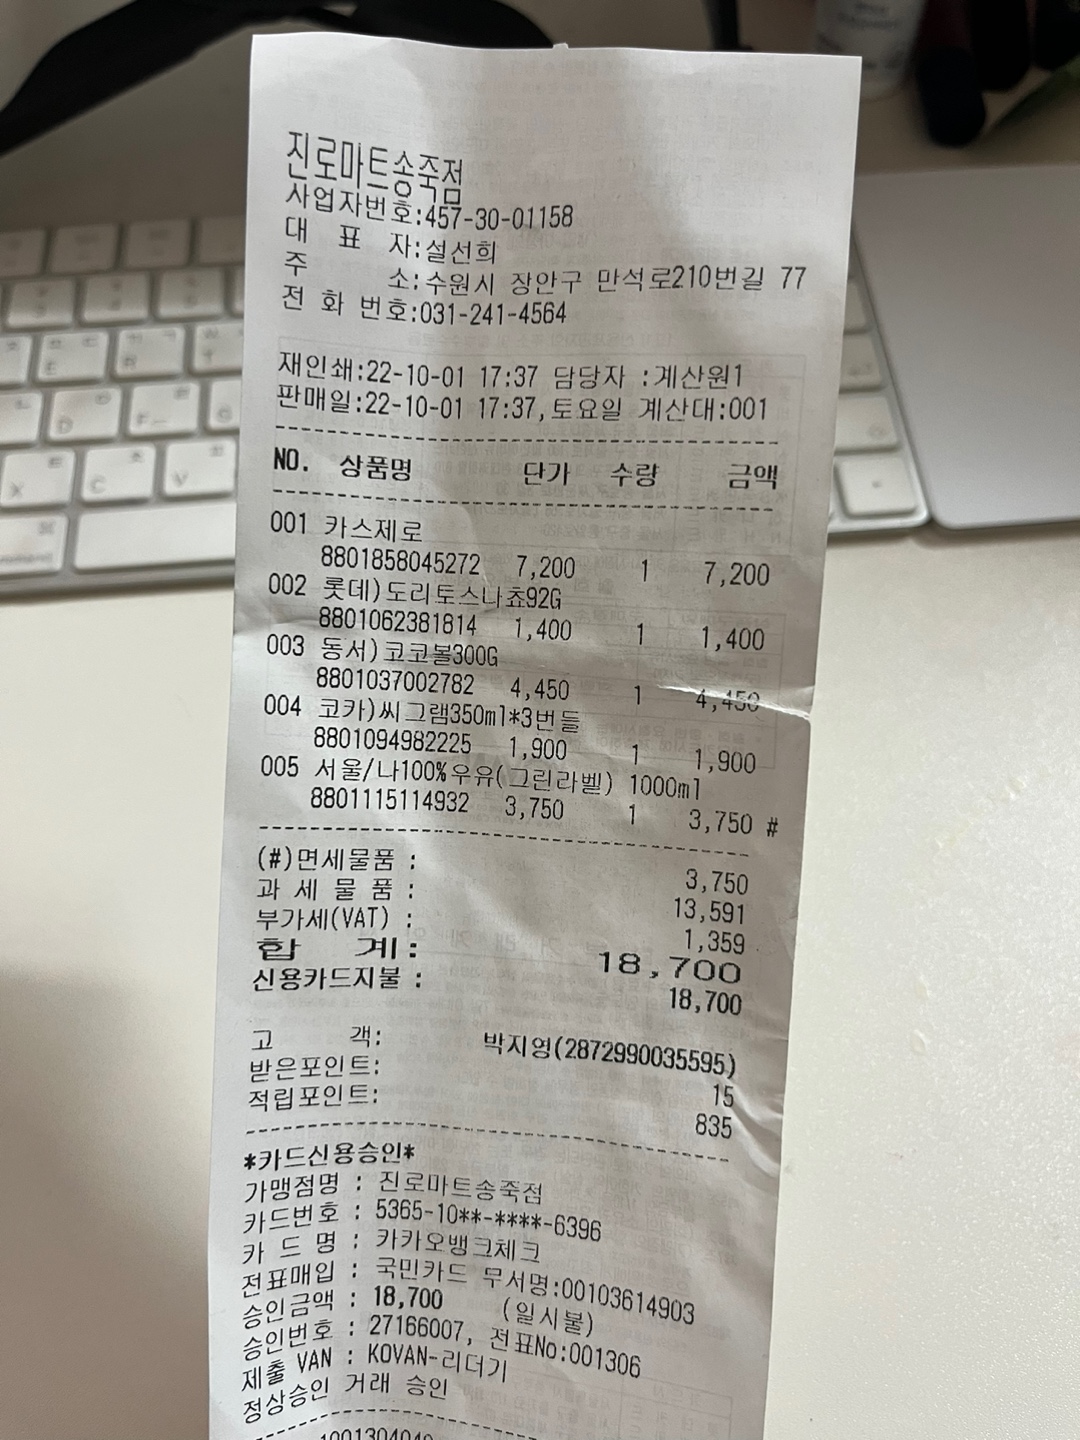 진로마트송죽점
사업자번호:457-30-01158
대 표 자:설선희
주 소:수원시 장안구 만석로210번길 77
전 화 번호:031-241-4564
재인쇄:22-10-01 17:37 담당자 :계산원1
판매일:22-10-01 17:37,토요일 계산대:001
NO. 상품명 단가 수량 금액
001 카스제로
8801858045272 7,200 1 7,200
002 롯데)도리토스나쵸92G
8801062381814 1,400 1 1,400
003 동서)코코볼300G
8801037002782 4,450 1 4,450
004 코카)씨그램350ml*3번들
8801094982225 1,900 1 1,900
005 서울/나100%우유(그린라벨) 1000ml
8801115114932 3,750 1 3,750 #
(#)면세물품 : 3,750
과 세 물 품 : 13,591
부가세(VAT) : 1,359
합 계: 18,700
신용카드지불 : 18,700
고 객: 박지영(2872990035595)
받은포인트: 15
적립포인트: 835
*카드신용승인*
가맹점명 : 진로마트송죽점
카드번호 : 5365-10**-****-6396
카 드 명 : 카카오뱅크체크
전표매입 : 국민카드 무서명:00103614903
승인금액 : 18,700 (일시불)
승인번호 : 27166007, 전표No:001306
제출 VAN : KOVAN-리더기
정상승인 거래 승인